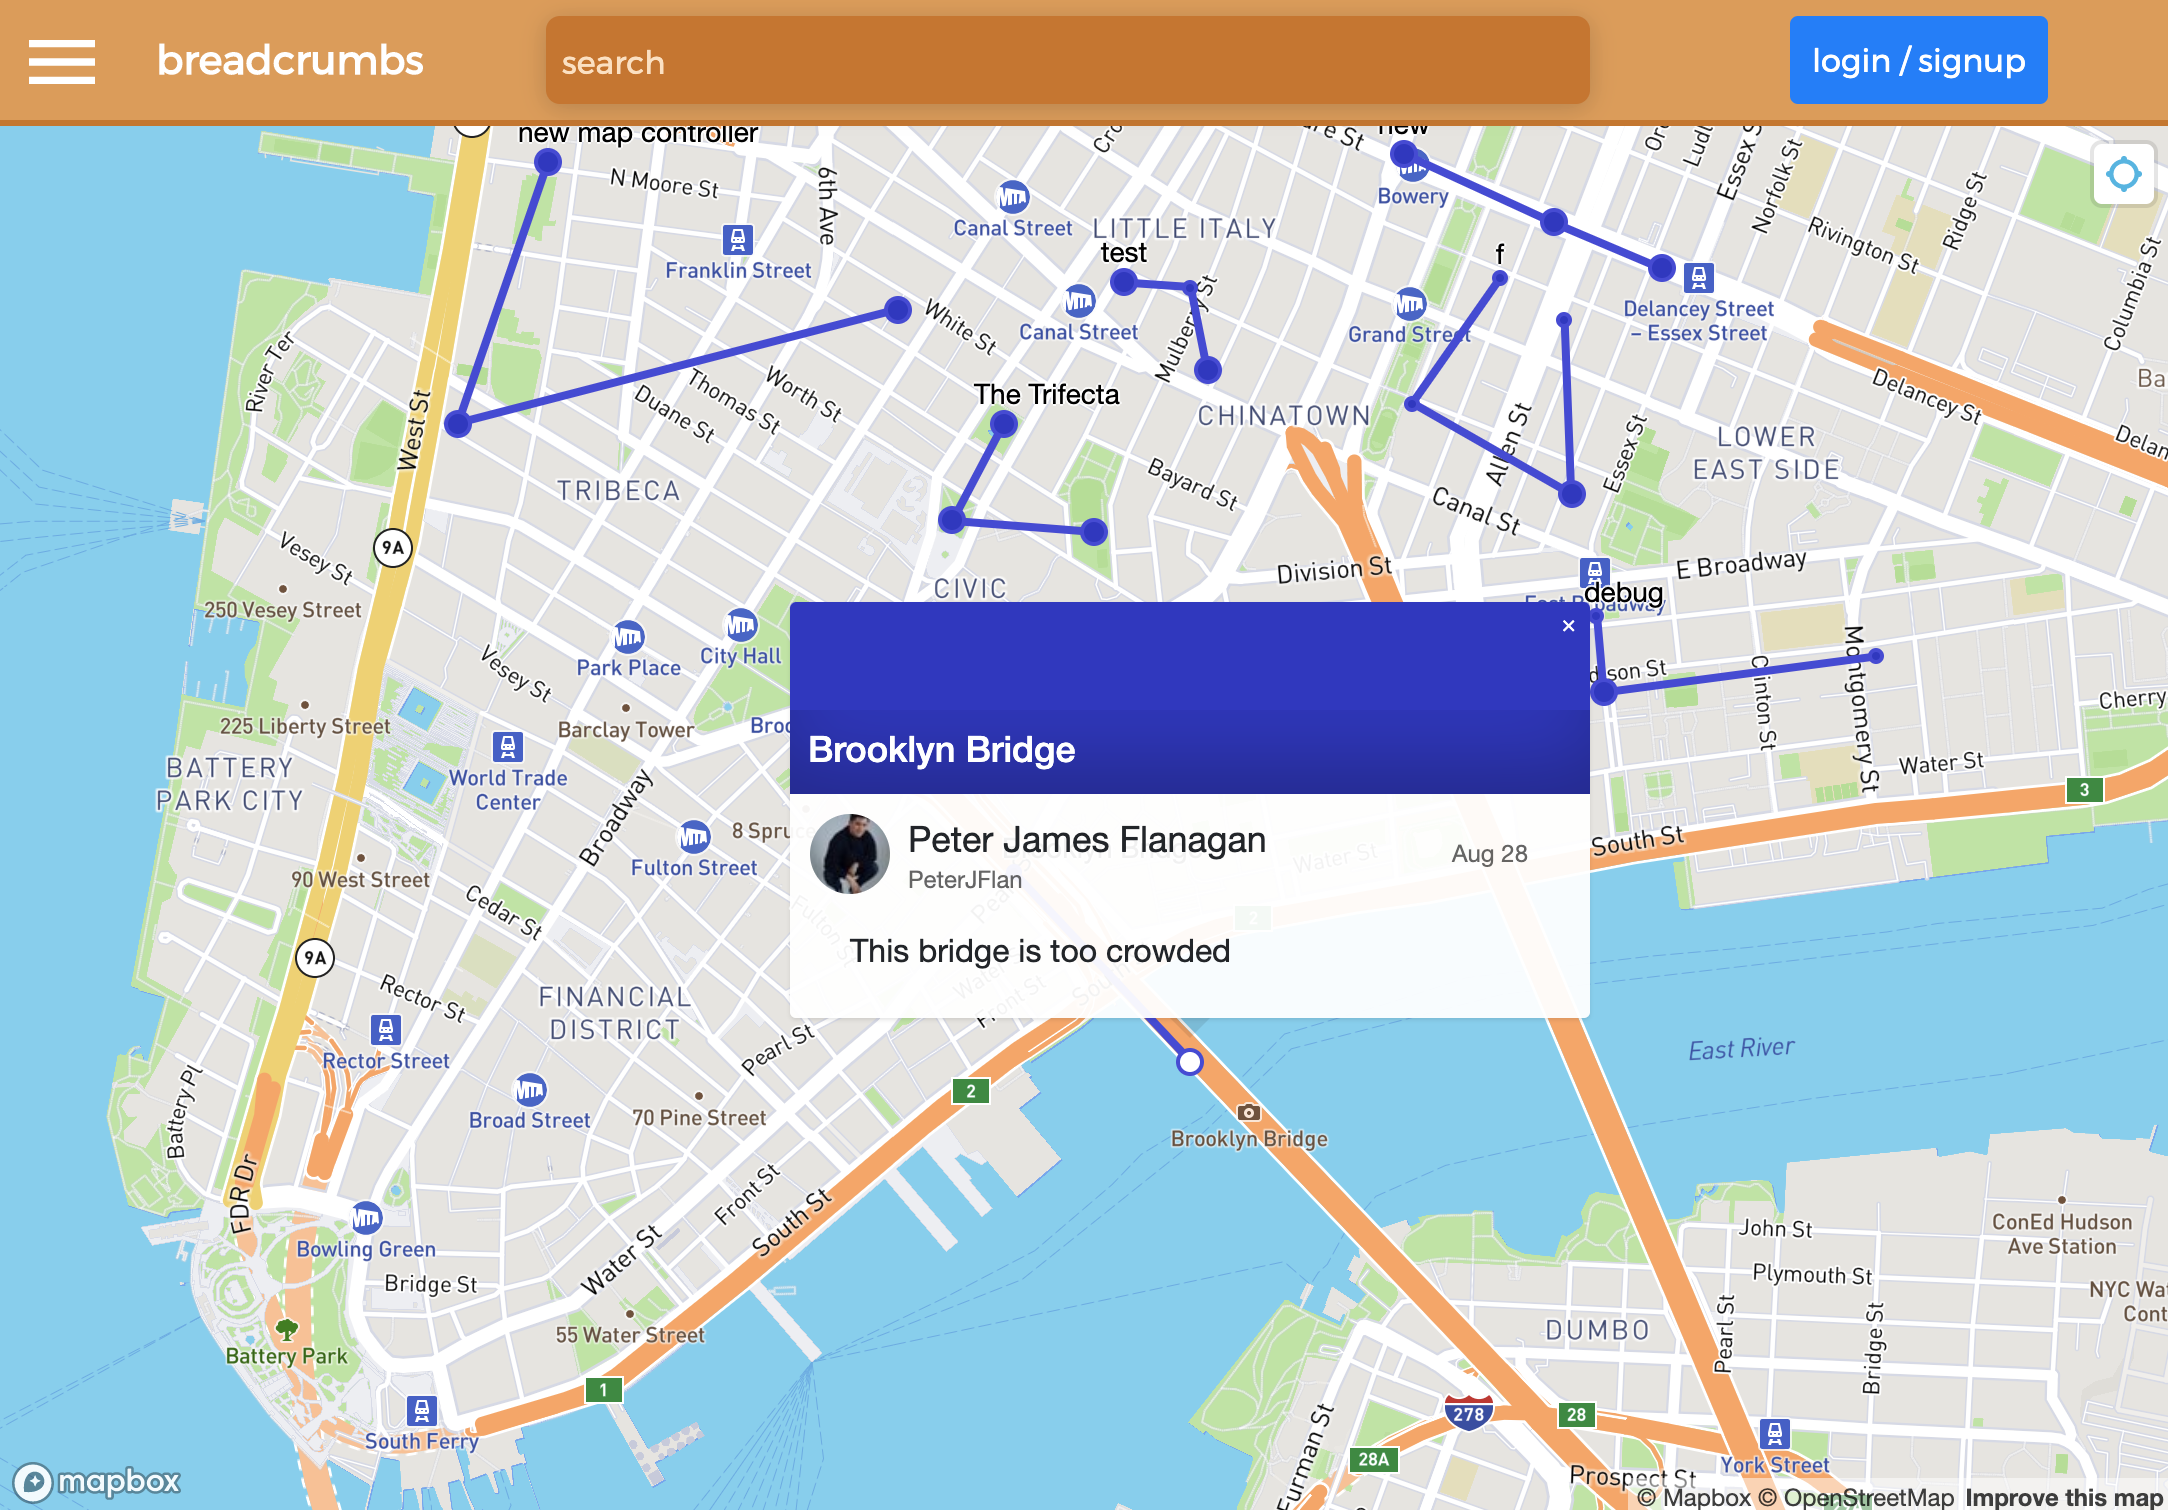 breadcrumbs
search
login / signup
new map controller
new
N Moore St
6th Ave
Canal Street
LITTLE ITALY
Bowery
Essex St
Norfolk St
Ridge St
Rivington St
Columbia St
Franklin Street
test
f
White St
Canal Street
Mulberry St
Grand Street
Delancey Street
– Essex Street
River Ter
West St
Thomas St
Worth St
Duane St
The Trifecta
CHINATOWN
Delancey St
LOWER
EAST SIDE
Allen St
Essex St
TRIBECA
Bayard St
Canal St
9A
Vesey St
250 Vesey Street
CIVIC
Division St
E Broadway
debug
Park Place
City Hall
Vesey St
225 Liberty Street
Barclay Tower
Clinton St
Montgomery St
Cherry
Water St
3
BATTERY
PARK CITY
World Trade
Center
Broadway
Brooklyn Bridge
Peter James Flanagan
PeterJFlan
Aug 28
This bridge is too crowded
South St
Water St
2
Fulton Street
90 West Street
Cedar St
9A
Rector St
FINANCIAL
DISTRICT
Front St
Rector Street
Pearl St
East River
2
Broad Street
70 Pine Street
Brooklyn Bridge
Battery Pl
FDR Dr
Front St
South St
Water St
Bowling Green
Bridge St
John St
ConEd Hudson
Ave Station
Plymouth St
Pearl St
Bridge St
DUMBO
55 Water Street
Battery Park
1
278
28
28A
South Ferry
Furman St
York Street
Prospect St
mapbox
© Mapbox © OpenStreetMap Improve this map